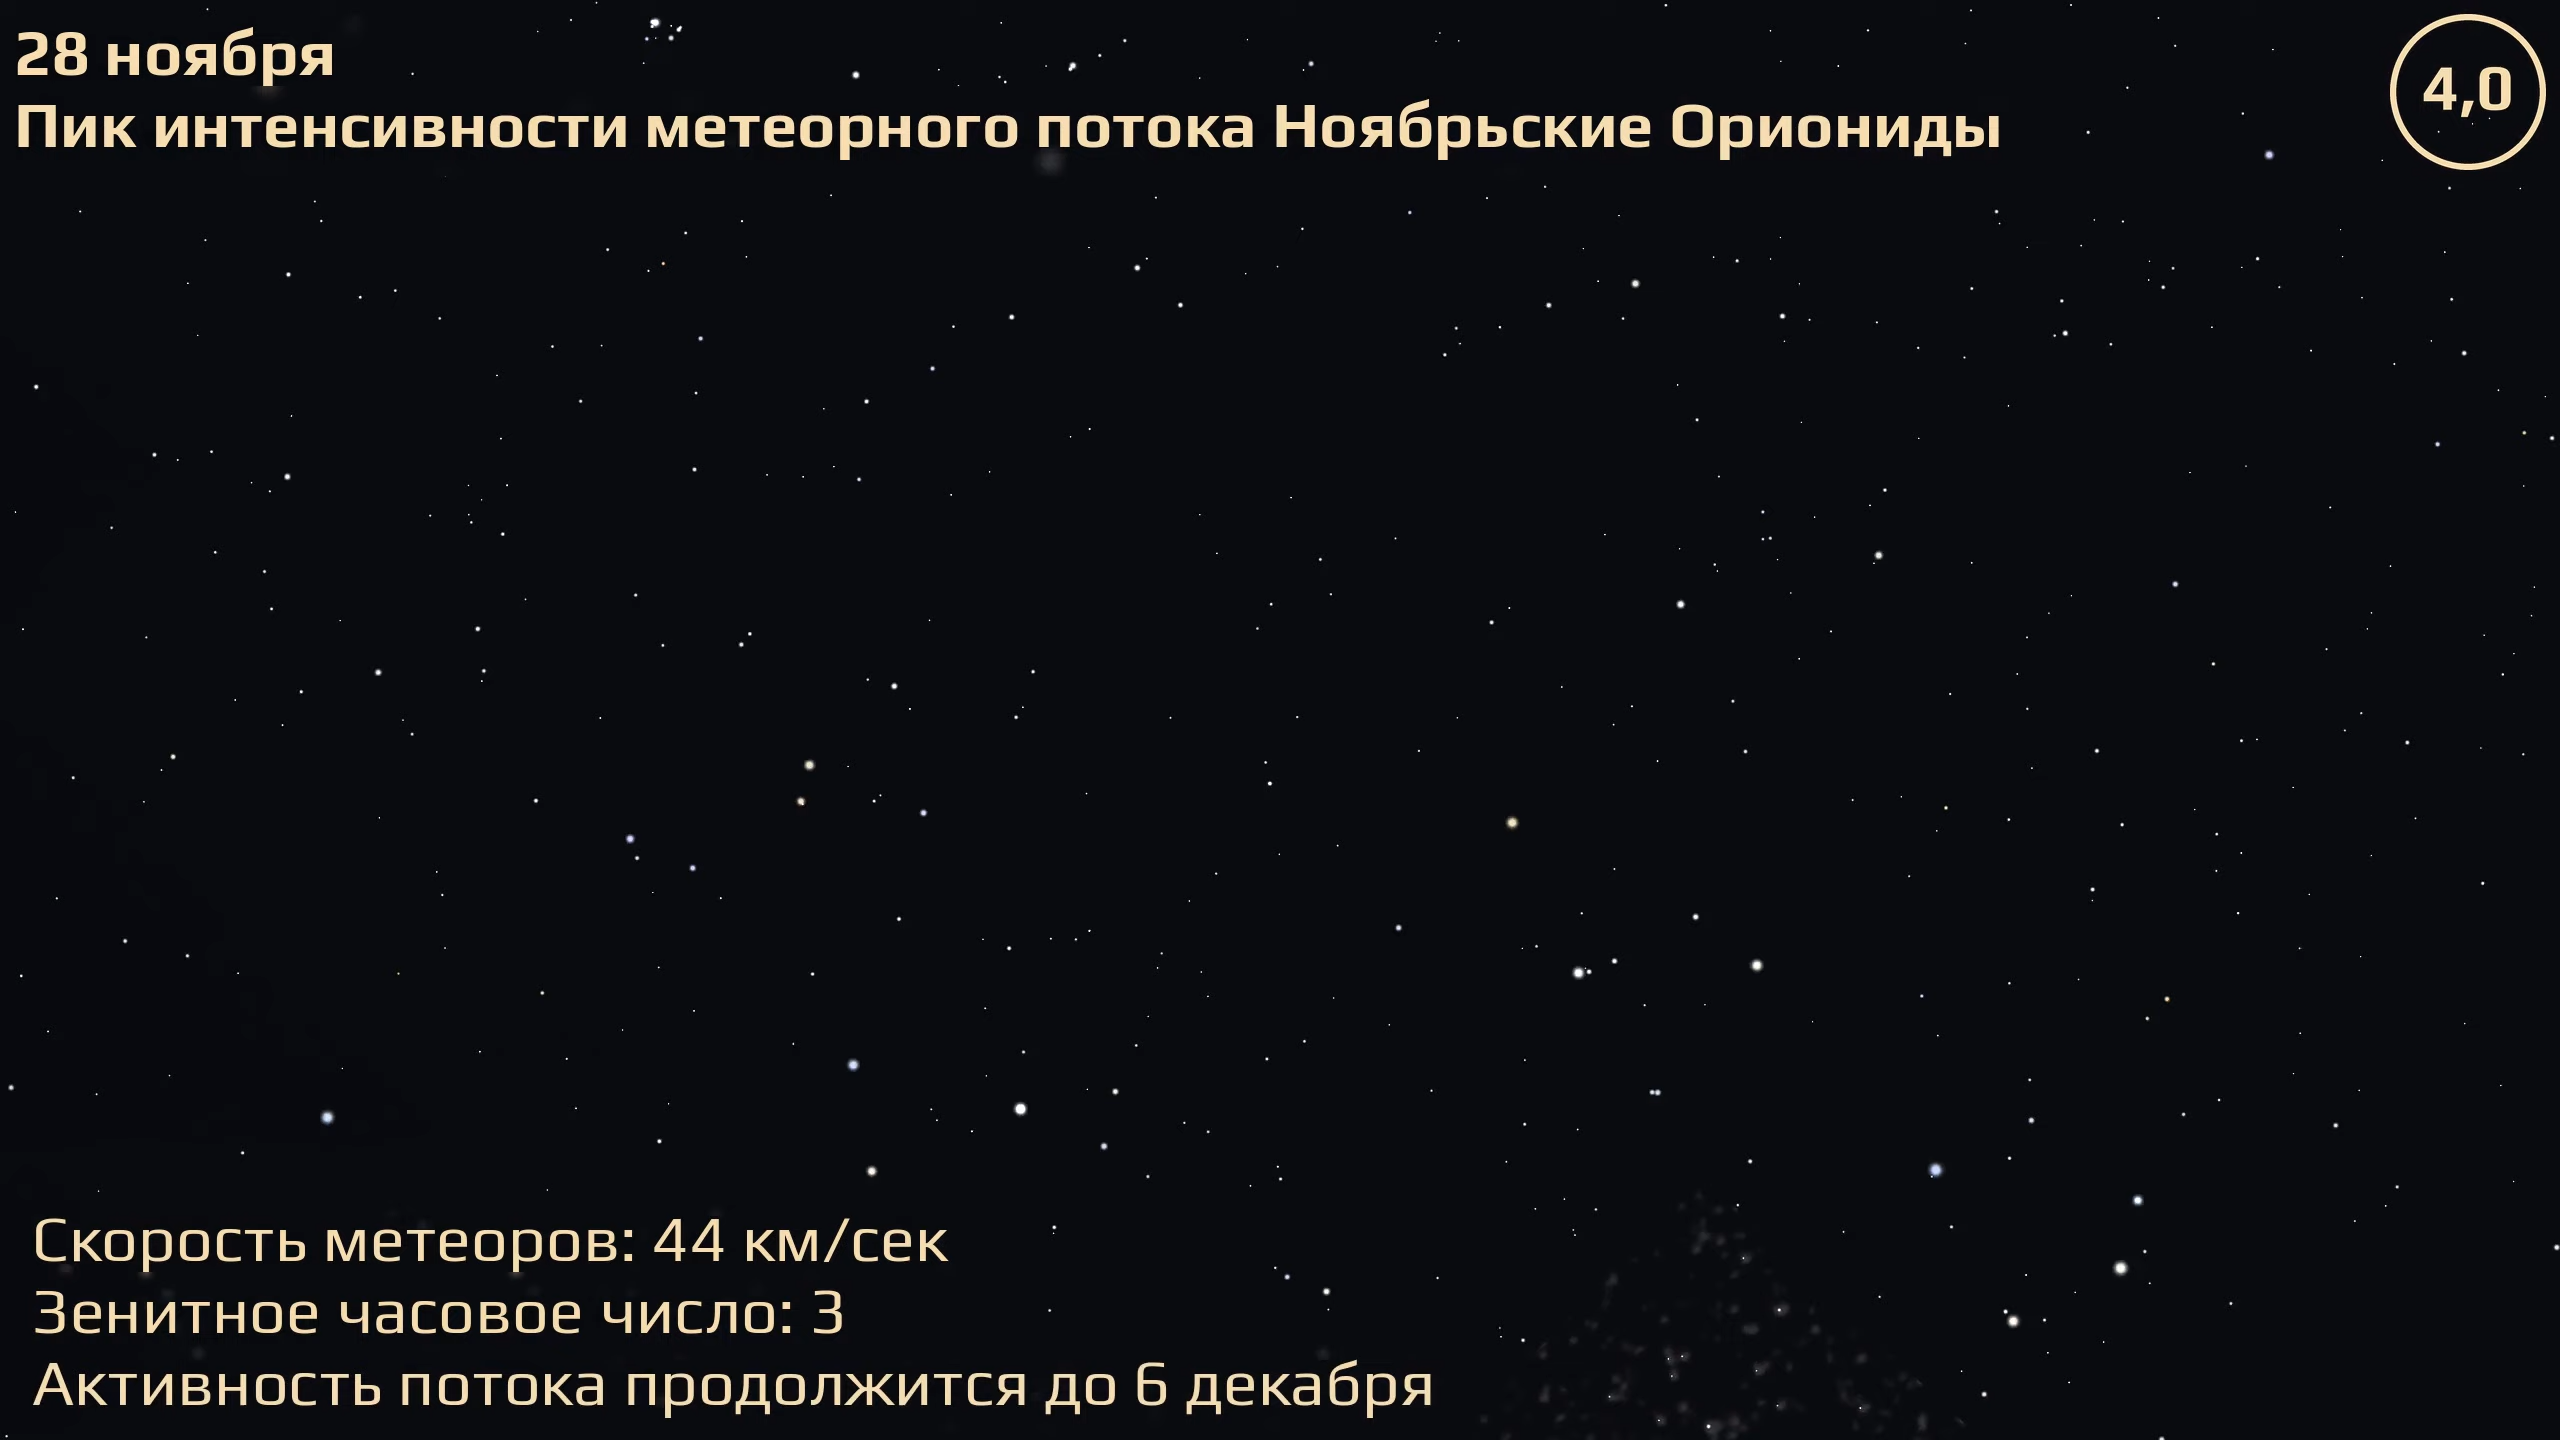 28 ноября
Пик интенсивности метеорного потока Ноябрьские Ориониды
4,0
Скорость метеоров: 44 км/сек
Зенитное часовое число: 3
Активность потока продолжится до 6 декабря